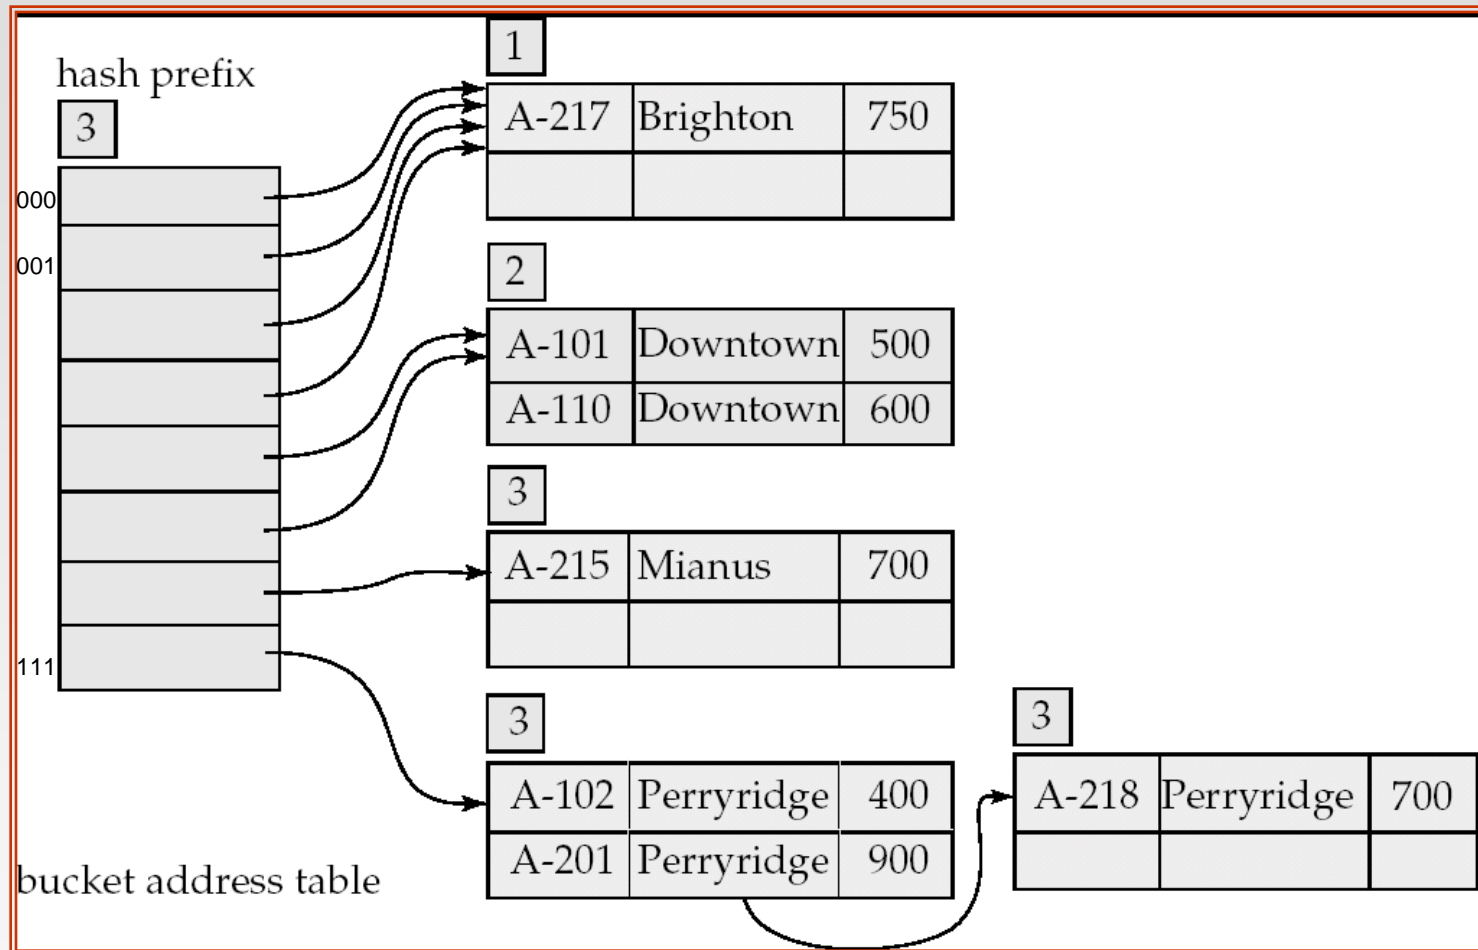 hash prefix
3
000
001
111
bucket address table
1
A-217 Brighton 750
2
A-101 Downtown 500
A-110 Downtown 600
3
A-215 Mianus 700
3
A-102 Perryridge 400
A-201 Perryridge 900
3
A-218 Perryridge 700